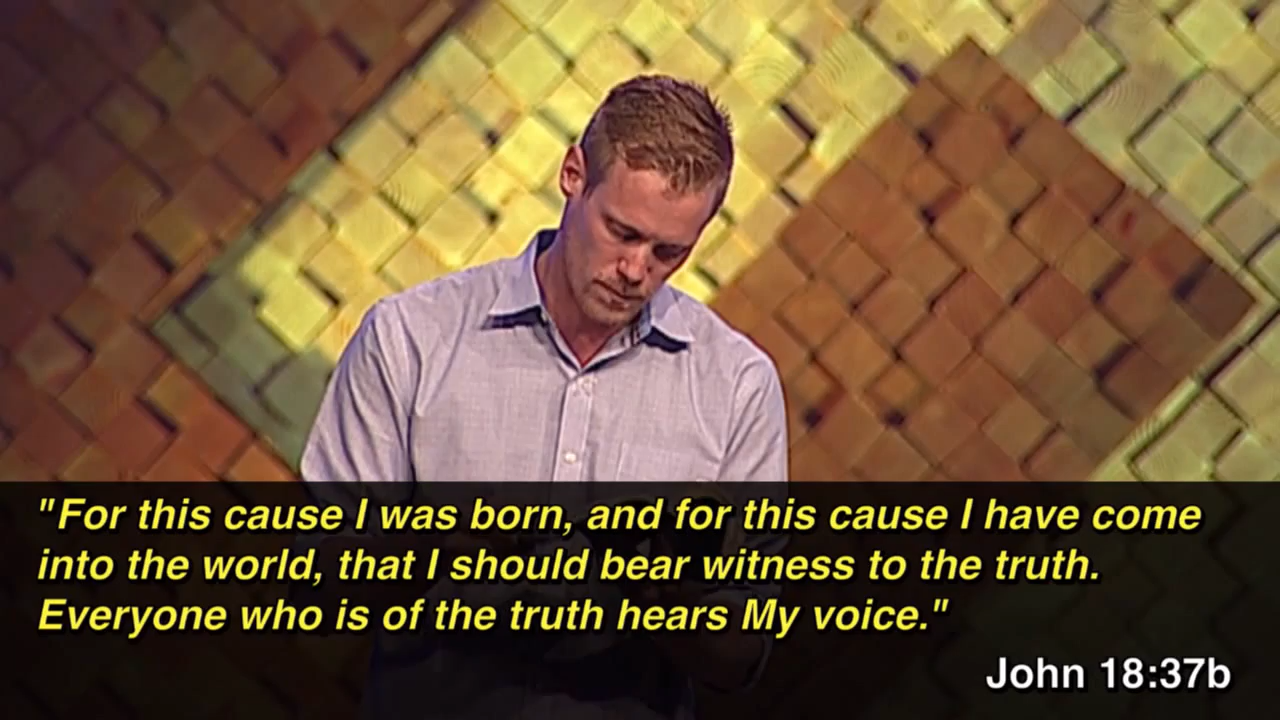 "For this cause I was born, and for this cause I have come
into the world, that I should bear witness to the truth.
Everyone who is of the truth hears My voice."
John 18:37b